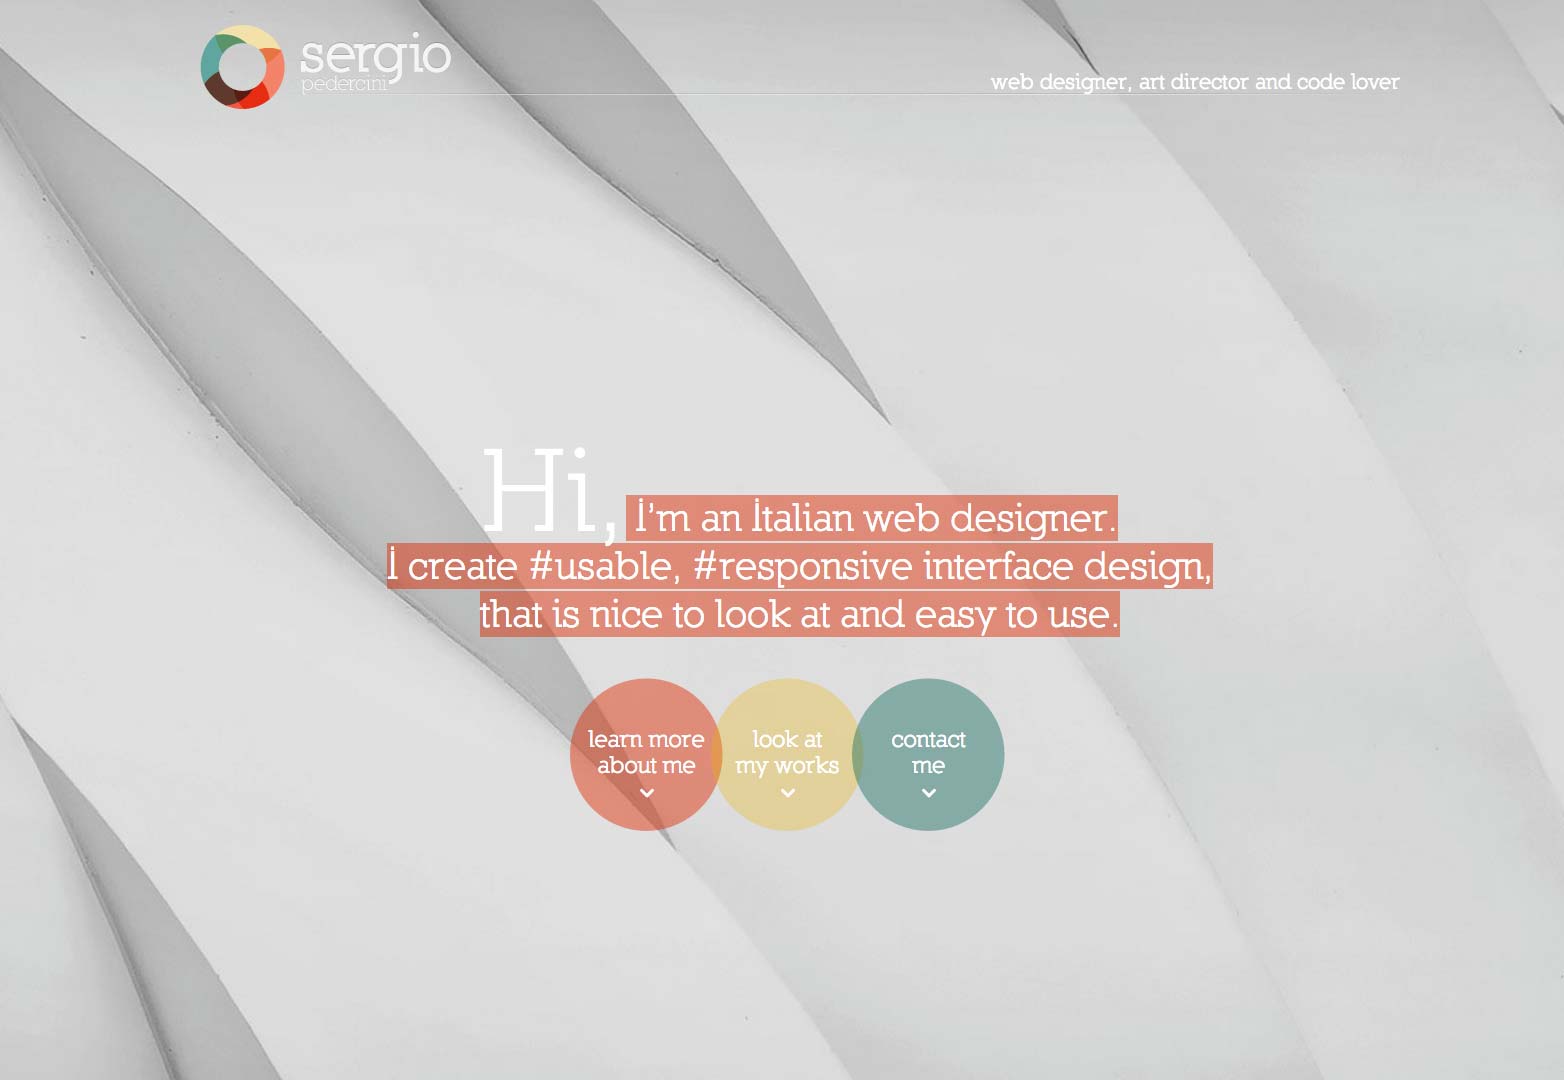 sergio
pedercini
web designer, art director and code lover
Hi, I'm an Italian web designer.
I create #usable, #responsive interface design,
that is nice to look at and easy to use.
learn more
about me
look at
my works
contact
me